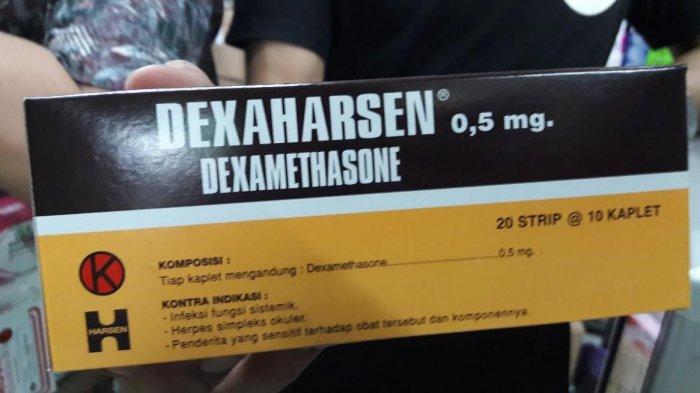 DEXAHARSEN® 0,5 mg.
DEXAMETHASONE
20 STRIP @ 10 KAPLET
K
HARSEN
KOMPOSISI :
Tiap kaplet mengandung : Dexamethasone..............................0,5 mg.
KONTRA INDIKASI :
- Infeksi fungsi sistemik.
- Herpes simpleks okuler.
- Penderita yang sensitif terhadap obat tersebut dan komponennya.